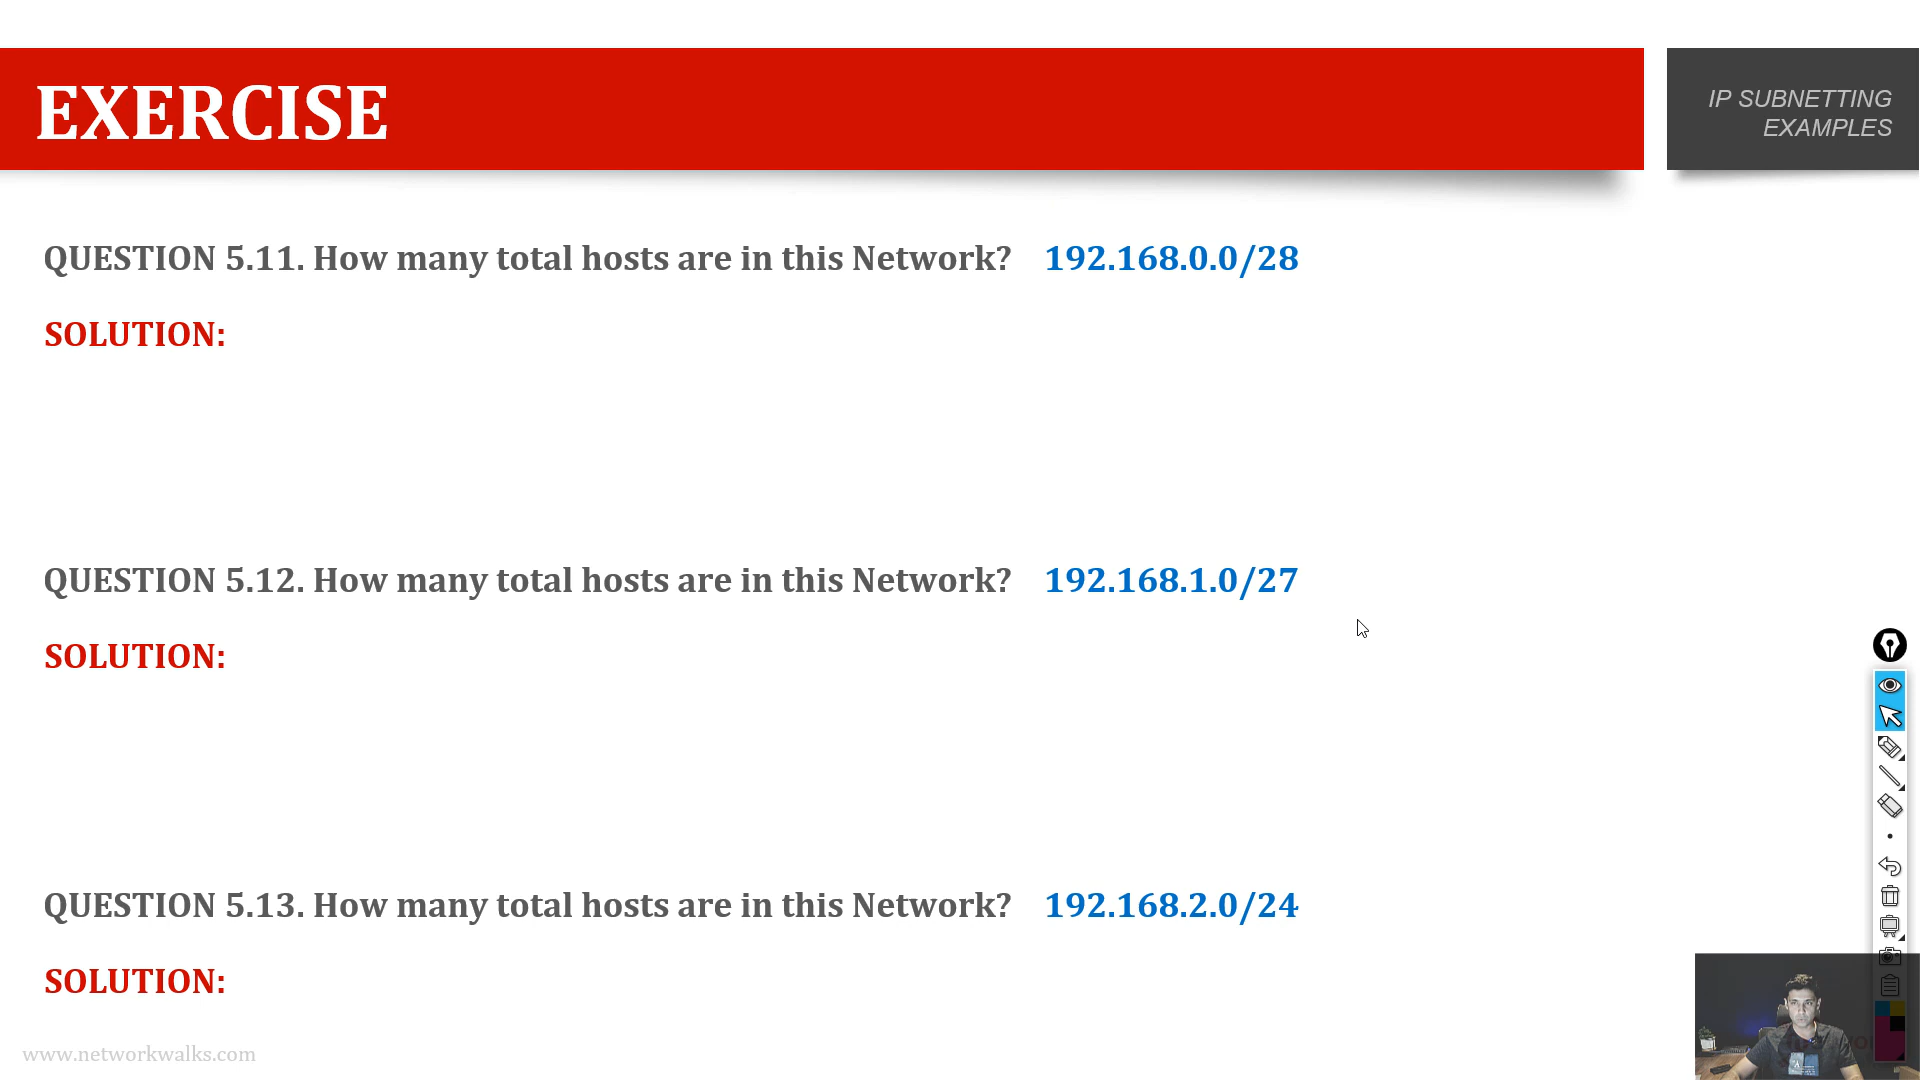 EXERCISE
IP SUBNETTING
EXAMPLES
QUESTION 5.11. How many total hosts are in this Network? 192.168.0.0/28
SOLUTION:
QUESTION 5.12. How many total hosts are in this Network? 192.168.1.0/27
SOLUTION:
QUESTION 5.13. How many total hosts are in this Network? 192.168.2.0/24
SOLUTION:
www.networkwalks.com